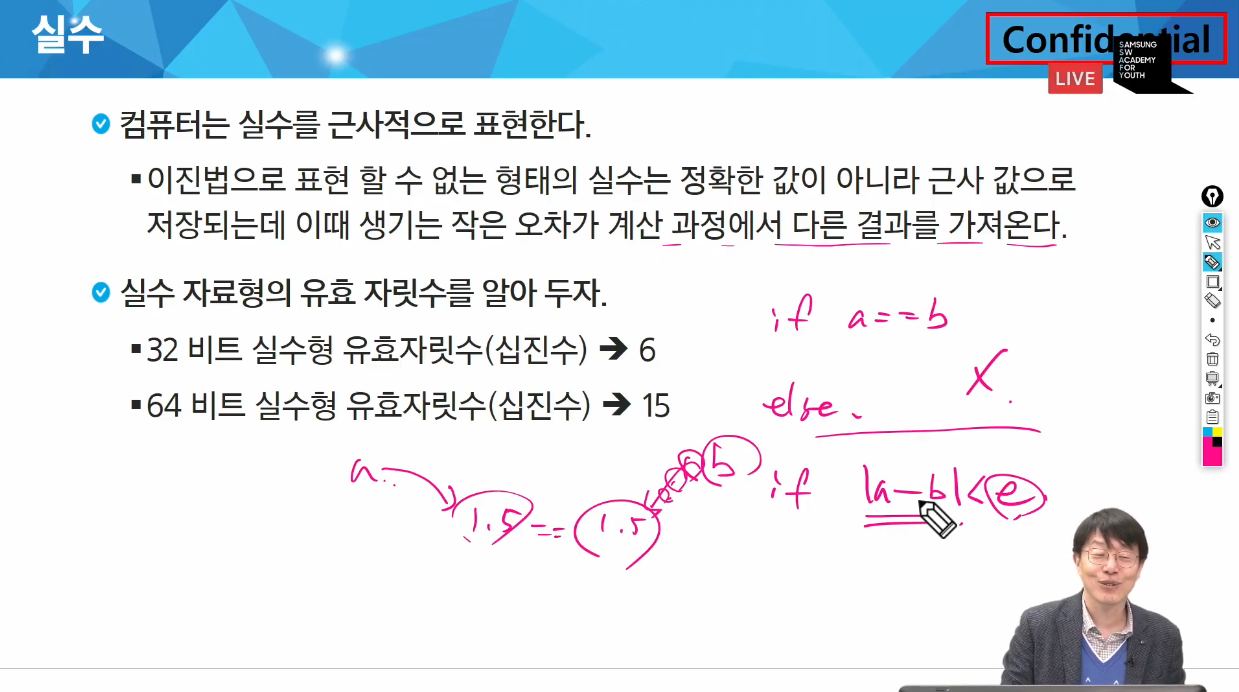 실수
Confidential
SAMSUNG
SW
ACADEMY
FOR
YOUTH
LIVE
컴퓨터는 실수를 근사적으로 표현한다.
이진법으로 표현 할 수 없는 형태의 실수는 정확한 값이 아니라 근사 값으로
저장되는데 이때 생기는 작은 오차가 계산 과정에서 다른 결과를 가져온다.
실수 자료형의 유효 자릿수를 알아 두자.
32 비트 실수형 유효자릿수(십진수) ➔ 6
64 비트 실수형 유효자릿수(십진수) ➔ 15
if a==b
X
else
if |a-b|<e
a
b
1.5 == 1.5